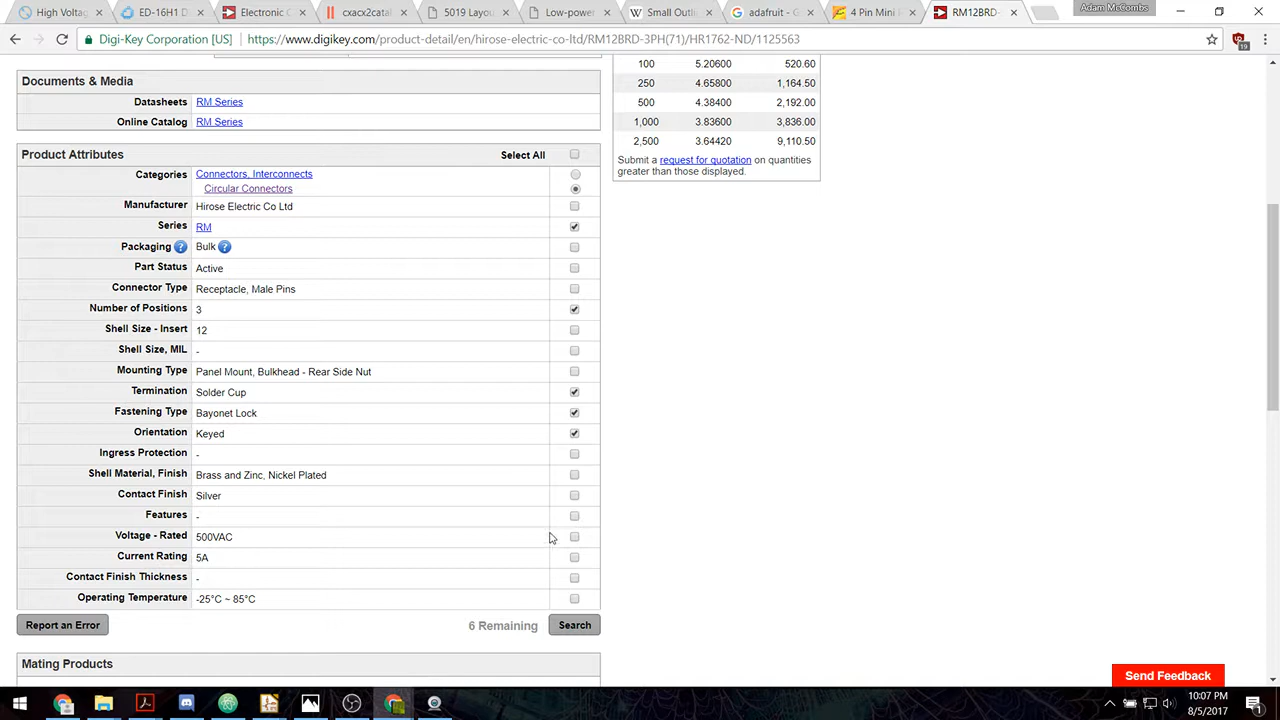 High Voltage
ED-16H1 D
Electronic C
cxacx2catal
5019 Layou
Low-power
Small Outli
adafruit - G
4 Pin Mini
RM12BRD-
Adam McCombs
Digi-Key Corporation [US]
https://www.digikey.com/product-detail/en/hirose-electric-co-ltd/RM12BRD-3PH(71)/HR1762-ND/1125563
19
100 5.20600 520.60
250 4.65800 1,164.50
500 4.38400 2,192.00
1,000 3.83600 3,836.00
2,500 3.64420 9,110.50
Submit a request for quotation on quantities
greater than those displayed.
Documents & Media
Datasheets RM Series
Online Catalog RM Series
Product Attributes Select All
Categories Connectors, Interconnects
Circular Connectors
Manufacturer Hirose Electric Co Ltd
Series RM
Packaging ? Bulk ?
Part Status Active
Connector Type Receptacle, Male Pins
Number of Positions 3
Shell Size - Insert 12
Shell Size, MIL -
Mounting Type Panel Mount, Bulkhead - Rear Side Nut
Termination Solder Cup
Fastening Type Bayonet Lock
Orientation Keyed
Ingress Protection -
Shell Material, Finish Brass and Zinc, Nickel Plated
Contact Finish Silver
Features -
Voltage - Rated 500VAC
Current Rating 5A
Contact Finish Thickness -
Operating Temperature -25°C ~ 85°C
Report an Error 6 Remaining Search
Mating Products
Send Feedback
10:07 PM
8/5/2017
1